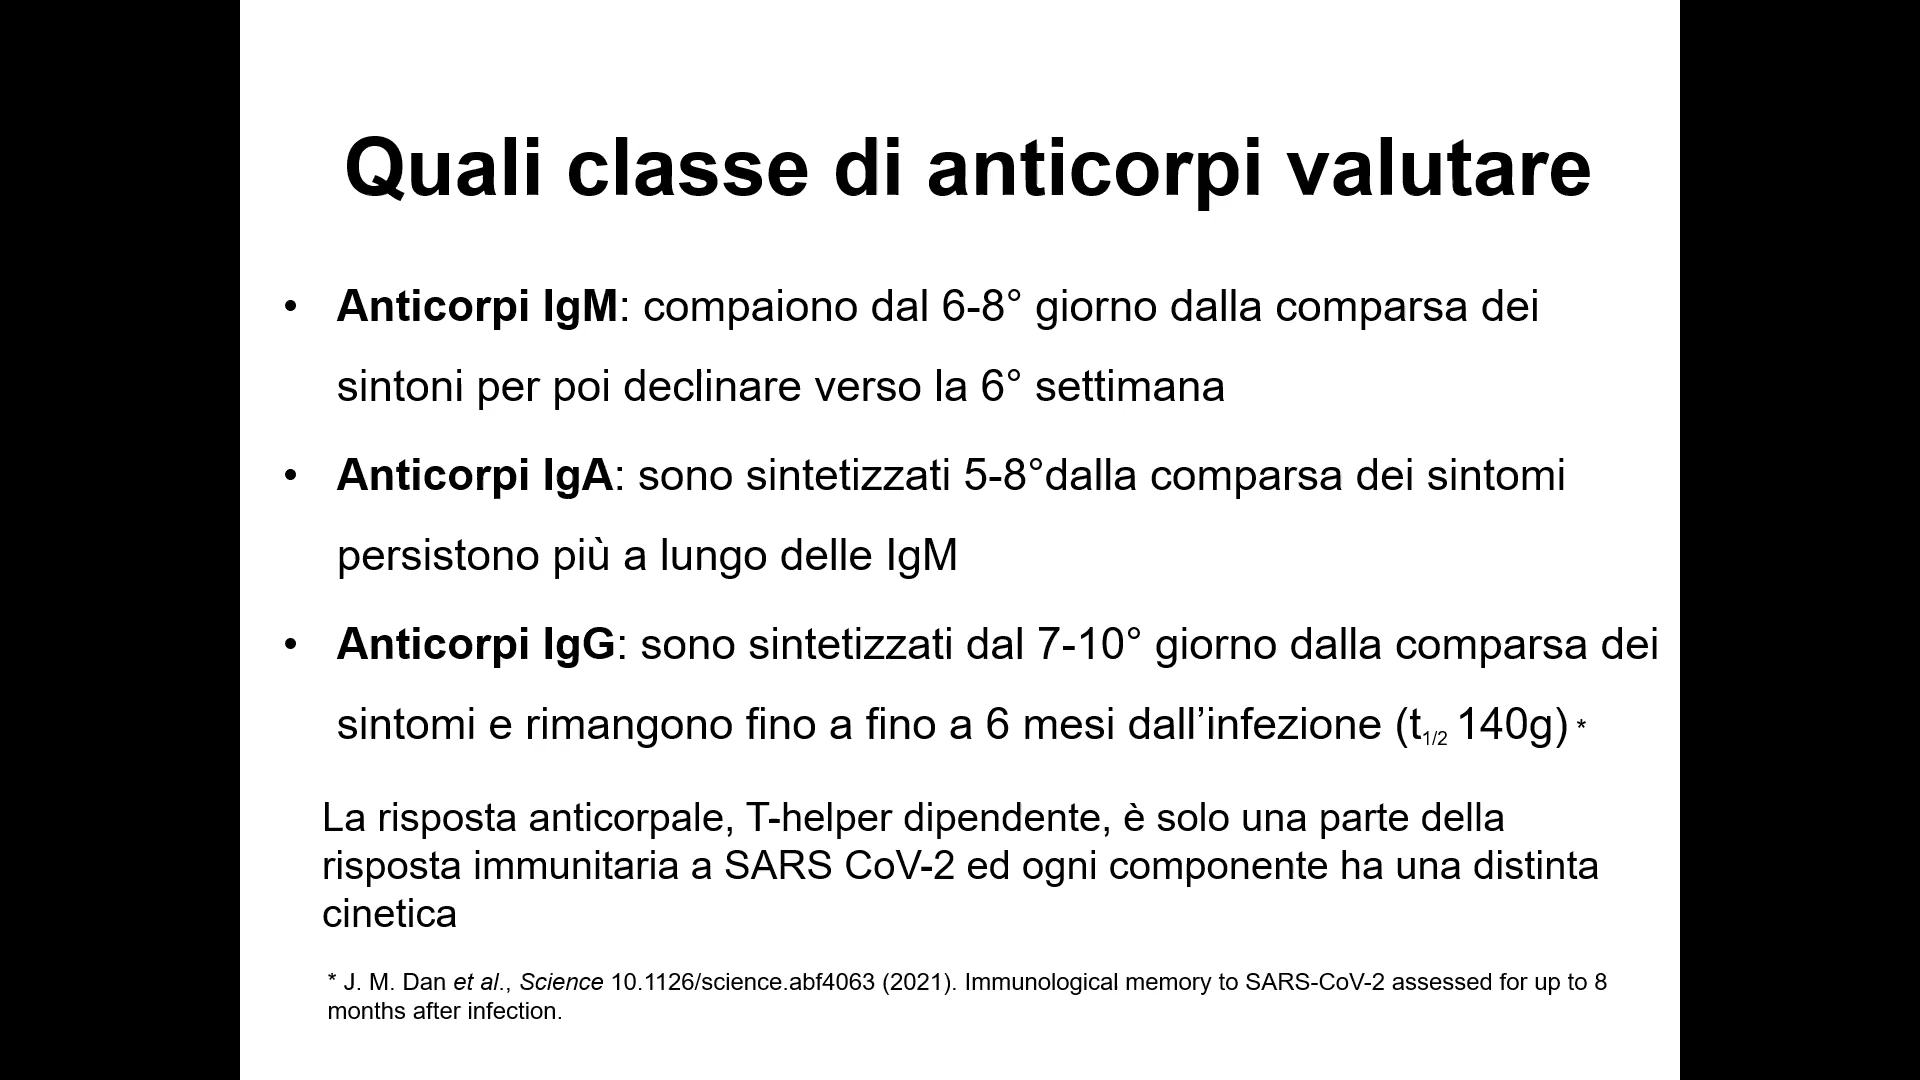 Quali classe di anticorpi valutare
• Anticorpi IgM: compaiono dal 6-8° giorno dalla comparsa dei
sintoni per poi declinare verso la 6° settimana
• Anticorpi IgA: sono sintetizzati 5-8°dalla comparsa dei sintomi
persistono più a lungo delle IgM
• Anticorpi IgG: sono sintetizzati dal 7-10° giorno dalla comparsa dei
sintomi e rimangono fino a fino a 6 mesi dall’infezione (t1/2 140g) *
La risposta anticorpale, T-helper dipendente, è solo una parte della
risposta immunitaria a SARS CoV-2 ed ogni componente ha una distinta
cinetica
* J. M. Dan et al., Science 10.1126/science.abf4063 (2021). Immunological memory to SARS-CoV-2 assessed for up to 8
months after infection.